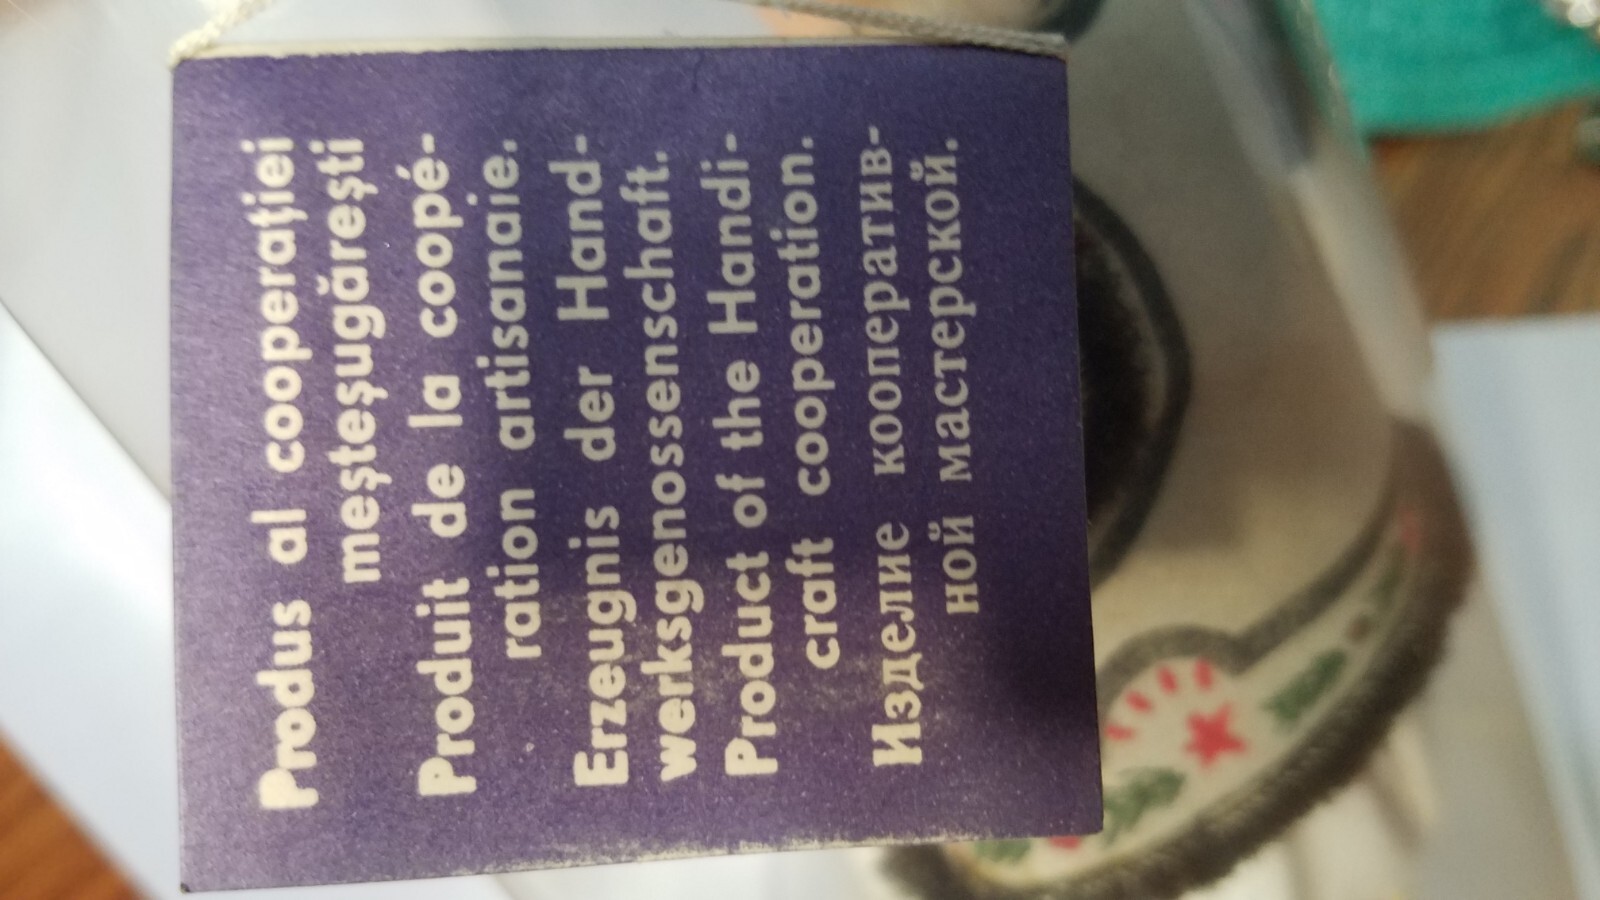 Produs al cooperației
meșteșugărești
Produit de la coopé-
ration artisanaie.
Erzeugnis der Hand-
werksgenossenschaft.
Product of the Handi-
craft cooperation.
Изделие кооператив-
ной мастерской.